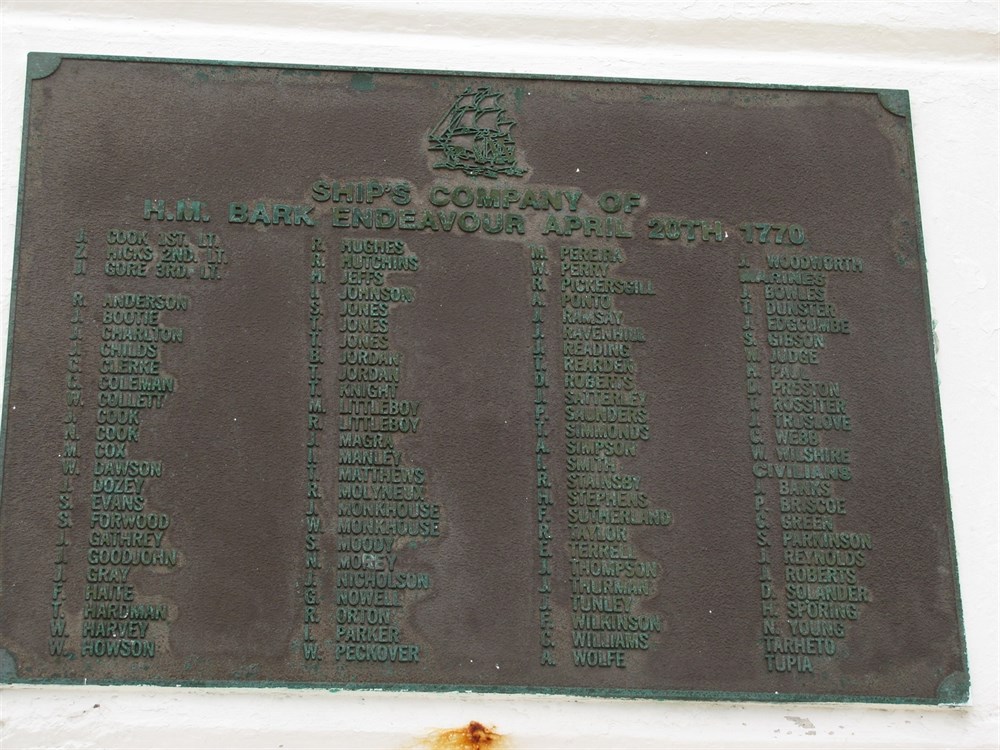 SHIP'S COMPANY OF
H.M. BARK ENDEAVOUR APRIL 20TH 1770
J. COOK 1ST. LT.
Z. HICKS 2ND. LT.
J. GORE 3RD. LT.
R. ANDERSON
J. BOOTIE
J. CHARLTON
J. CHILDS
C. CLERKE
C. COLEMAN
W. COLLETT
J. COOK
N. COOK
M. COX
W. DAWSON
J. DOZEY
S. EVANS
S. FORWOOD
J. GATHREY
J. GOODJOHN
J. GRAY
F. HAITE
T. HARDMAN
W. HARVEY
W. HOWSON
R. HUGHES
R. HUTCHINS
H. JEFFS
I. JOHNSON
S. JONES
T. JONES
T. JONES
B. JORDAN
T. JORDAN
T. KNIGHT
M. LITTLEBOY
R. LITTLEBOY
J. MAGRA
J. MANLEY
T. MATTHEWS
R. MOLYNEUX
J. MONKHOUSE
W. MONKHOUSE
S. MOODY
N. MOREY
J. NICHOLSON
G. NOWELL
R. ORTON
I. PARKER
W. PECKOVER
M. PEREIRA
W. PERRY
R. PICKERSGILL
A. PONTO
J. RAMSAY
J. RAVENHILL
J. READING
T. REARDEN
D. ROBERTS
J. SATTERLEY
P. SAUNDERS
T. SIMMONDS
A. SIMPSON
I. SMITH
R. STAINSBY
H. STEPHENS
F. SUTHERLAND
R. TAYLOR
E. TERRELL
J. THOMPSON
J. THURMAN
J. TUNLEY
F. WILKINSON
C. WILLIAMS
A. WOLFE
J. WOODWORTH
MARINES
J. BOWLES
T. DUNSTER
J. EDGCUMBE
S. GIBSON
W. JUDGE
H. PAUL
D. PRESTON
ROSSITER
TRUSLOVE
C. WEBB
W. WILSHIRE
CIVILIANS
J. BANKS
P. BRISCOE
C. GREEN
S. PARKINSON
J. REYNOLDS
J. ROBERTS
D. SOLANDER
H. SPORING
N. YOUNG
TARHETO
TUPIA